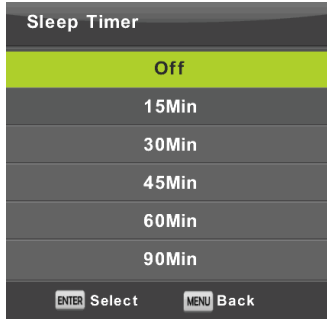 Sleep Timer
Off
15Min
30Min
45Min
60Min
90Min
ENTER Select MENU Back